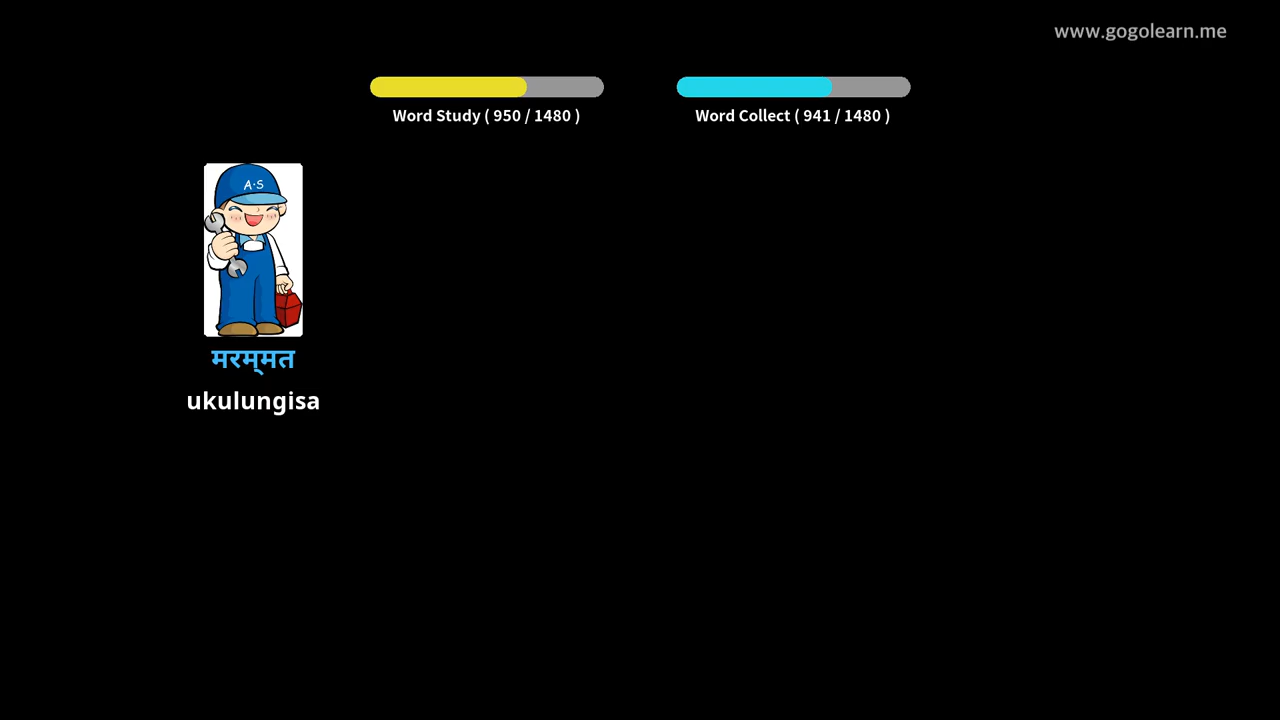 www.gogolearn.me
Word Study ( 950 / 1480 )
Word Collect ( 941 / 1480 )
A·S
मरम्मत
ukulungisa